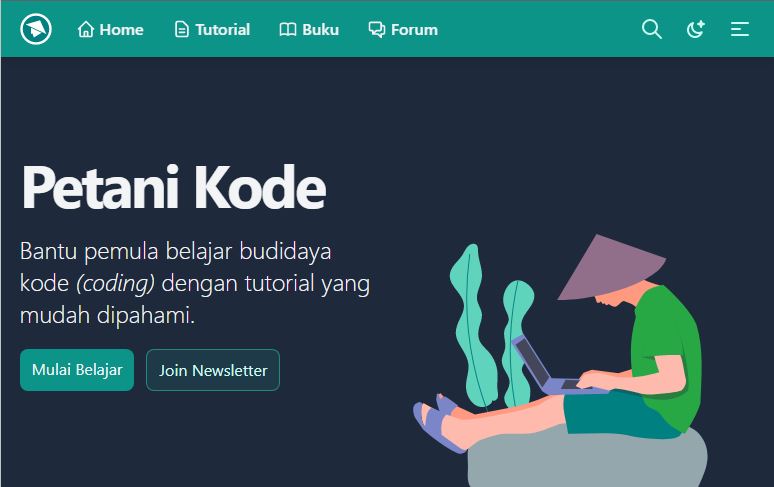 Home
Tutorial
Buku
Forum
Petani Kode
Bantu pemula belajar budidaya
kode (coding) dengan tutorial yang
mudah dipahami.
Mulai Belajar
Join Newsletter